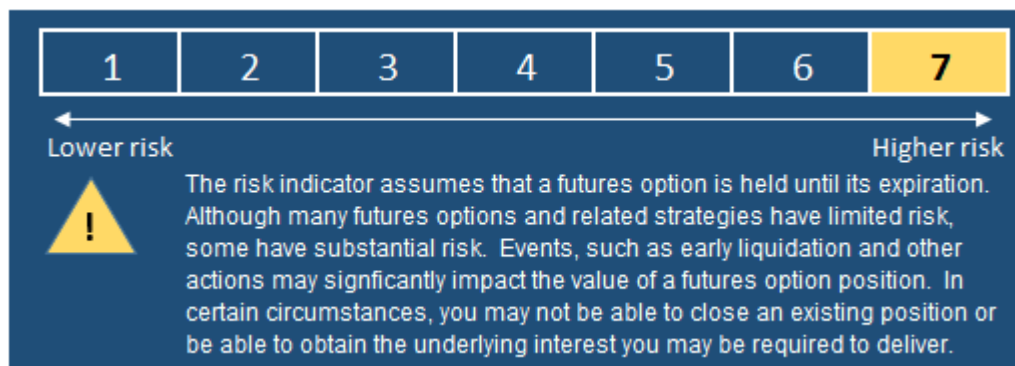 1 2 3 4 5 6 7
Lower risk Higher risk
!
The risk indicator assumes that a futures option is held until its expiration.
Although many futures options and related strategies have limited risk,
some have substantial risk.  Events, such as early liquidation and other
actions may signficantly impact the value of a futures option position.  In
certain circumstances, you may not be able to close an existing position or
be able to obtain the underlying interest you may be required to deliver.